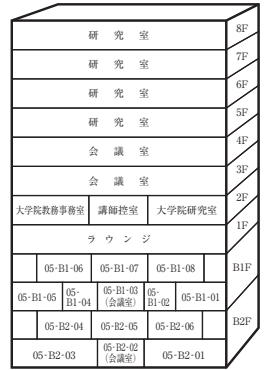 研究室 8F
研究室 7F
研究室 6F
研究室 5F
会議室 4F
会議室 3F
大学院教務事務室 講師控室 大学院研究室 2F
ラウンジ 1F
05-B1-06 05-B1-07 05-B1-08 B1F
05-B1-05 05-B1-04 05-B1-03（会議室） 05-B1-02 05-B1-01
05-B2-04 05-B2-05 05-B2-06 B2F
05-B2-03 05-B2-02（会議室） 05-B2-01